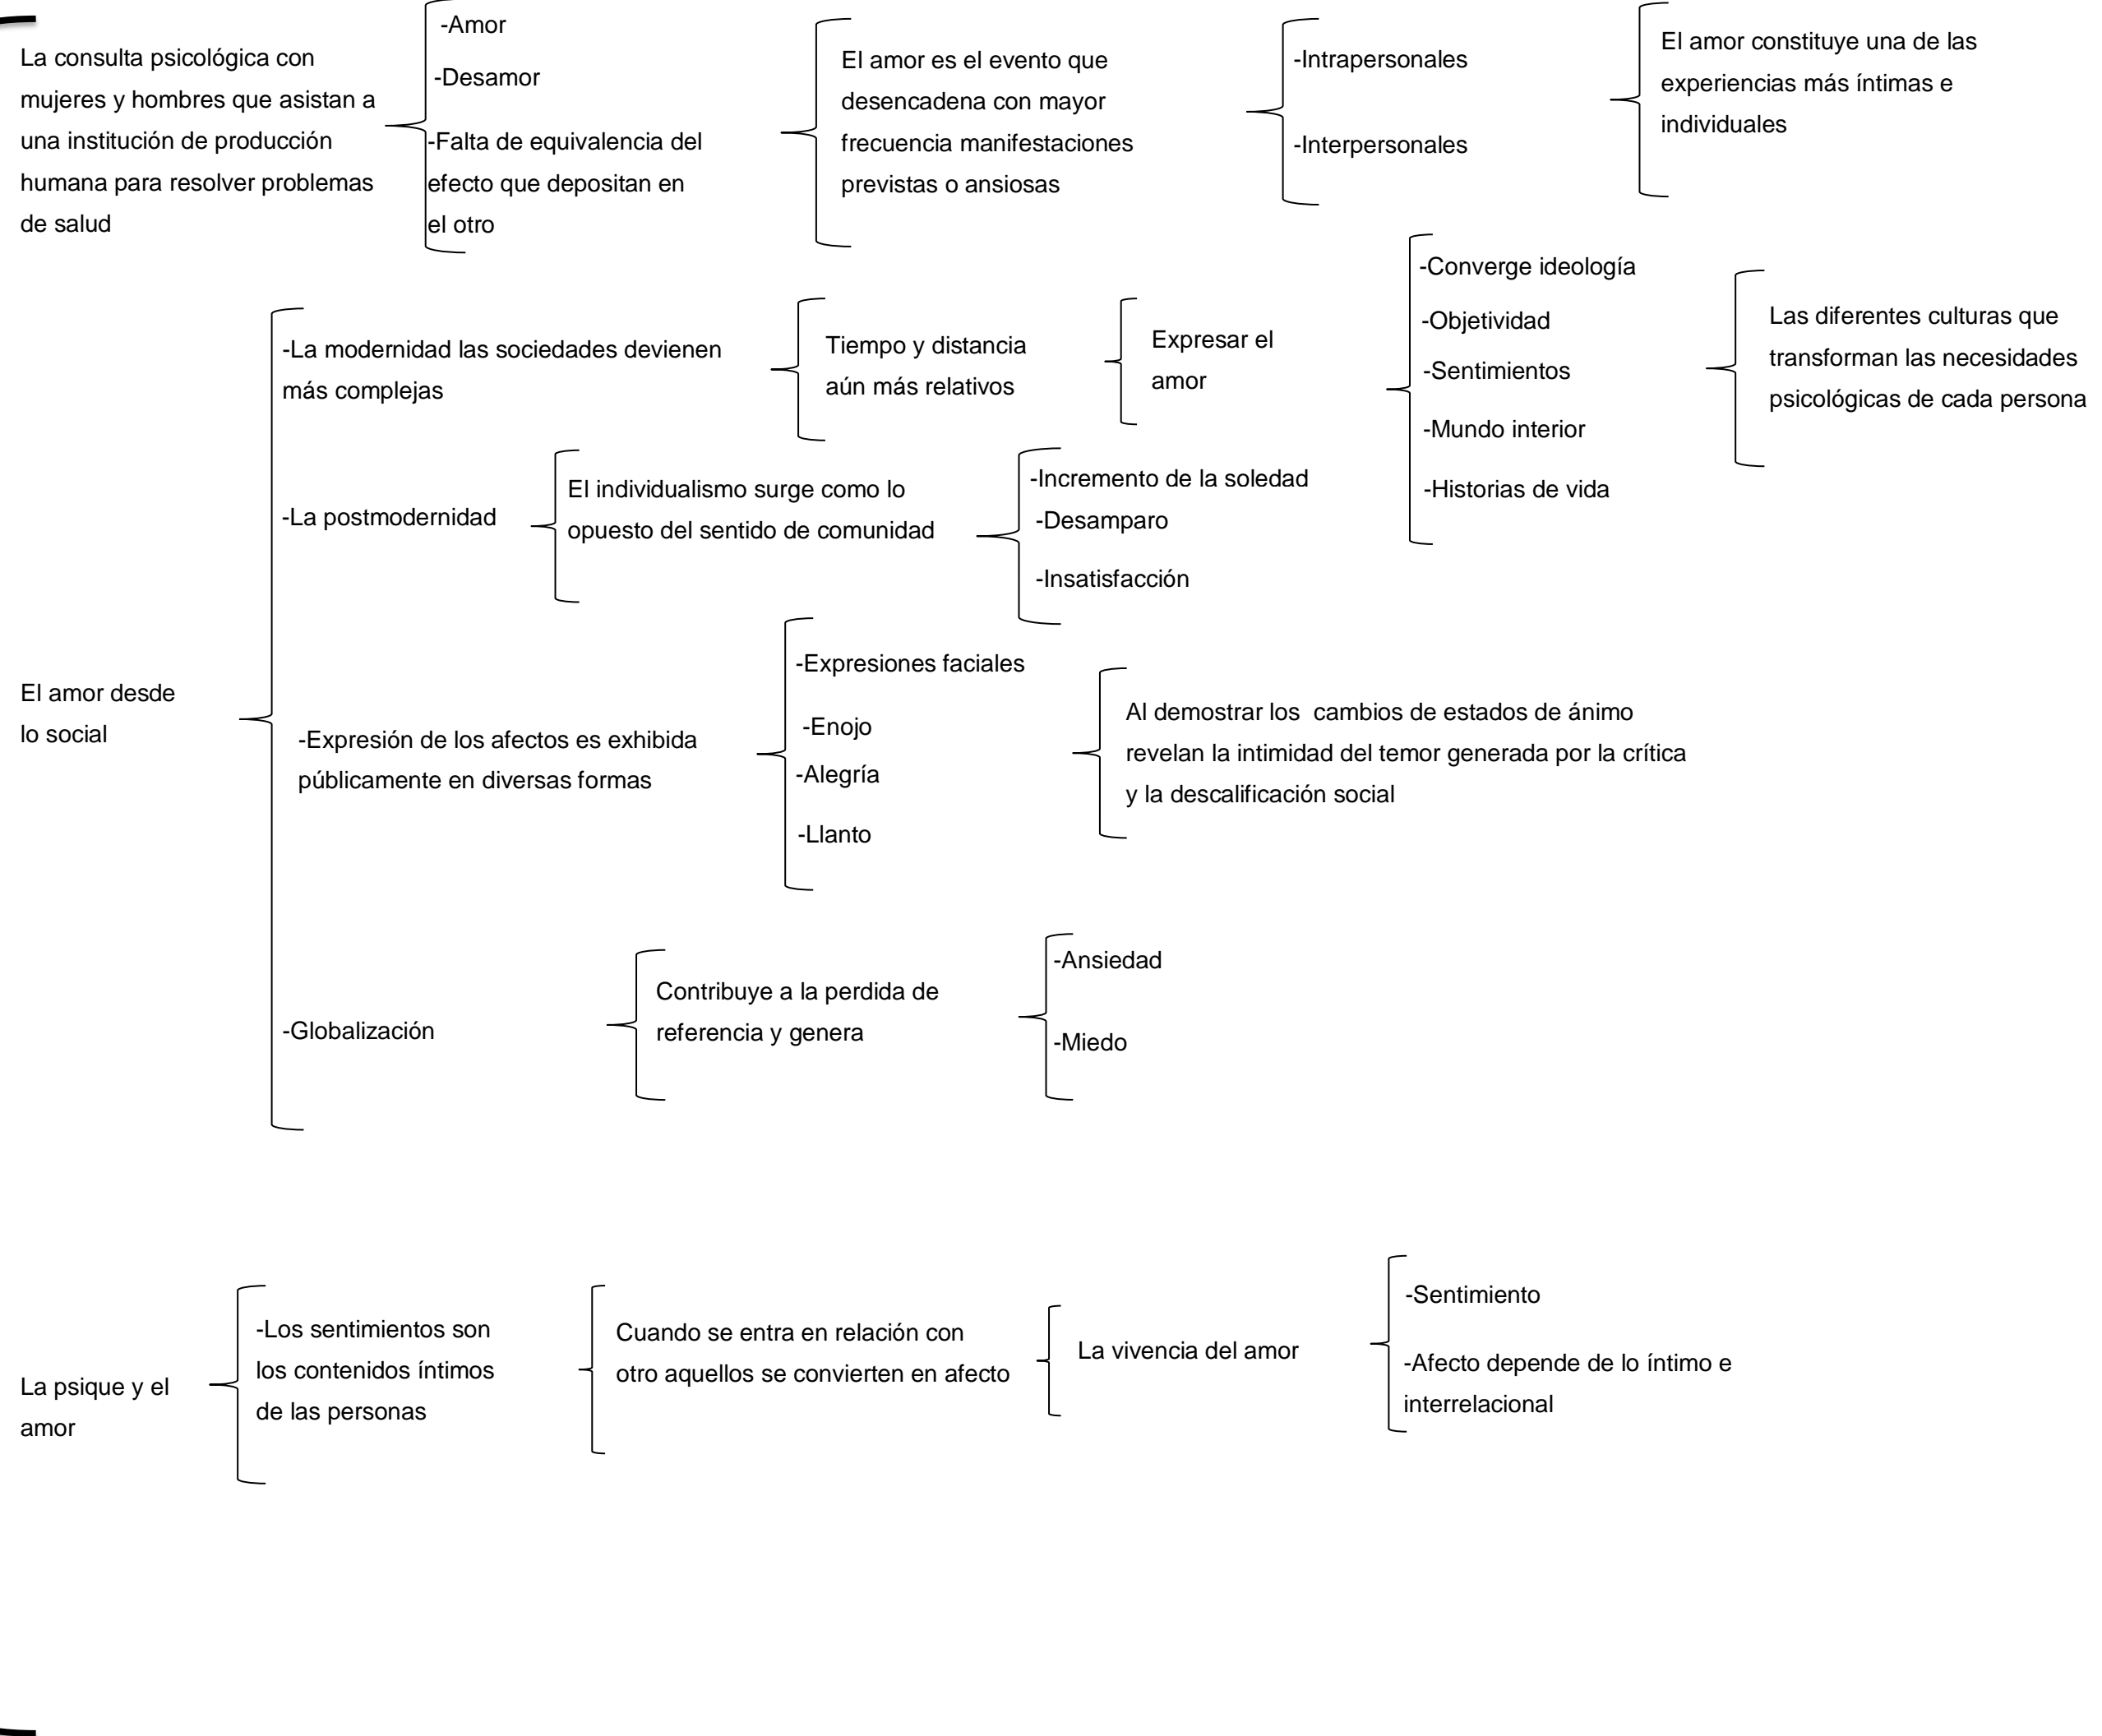 La consulta psicológica con
mujeres y hombres que asistan a
una institución de producción
humana para resolver problemas
de salud
-Amor
-Desamor
-Falta de equivalencia del
efecto que depositan en
el otro
El amor es el evento que
desencadena con mayor
frecuencia manifestaciones
previstas o ansiosas
-Intrapersonales
-Interpersonales
El amor constituye una de las
experiencias más íntimas e
individuales
El amor desde
lo social
-La modernidad las sociedades devienen
más complejas
Tiempo y distancia
aún más relativos
Expresar el
amor
-Converge ideología
-Objetividad
-Sentimientos
-Mundo interior
-Historias de vida
Las diferentes culturas que
transforman las necesidades
psicológicas de cada persona
-La postmodernidad
El individualismo surge como lo
opuesto del sentido de comunidad
-Incremento de la soledad
-Desamparo
-Insatisfacción
-Expresión de los afectos es exhibida
públicamente en diversas formas
-Expresiones faciales
-Enojo
-Alegría
-Llanto
Al demostrar los  cambios de estados de ánimo
revelan la intimidad del temor generada por la crítica
y la descalificación social
-Globalización
Contribuye a la perdida de
referencia y genera
-Ansiedad
-Miedo
La psique y el
amor
-Los sentimientos son
los contenidos íntimos
de las personas
Cuando se entra en relación con
otro aquellos se convierten en afecto
La vivencia del amor
-Sentimiento
-Afecto depende de lo íntimo e
interrelacional